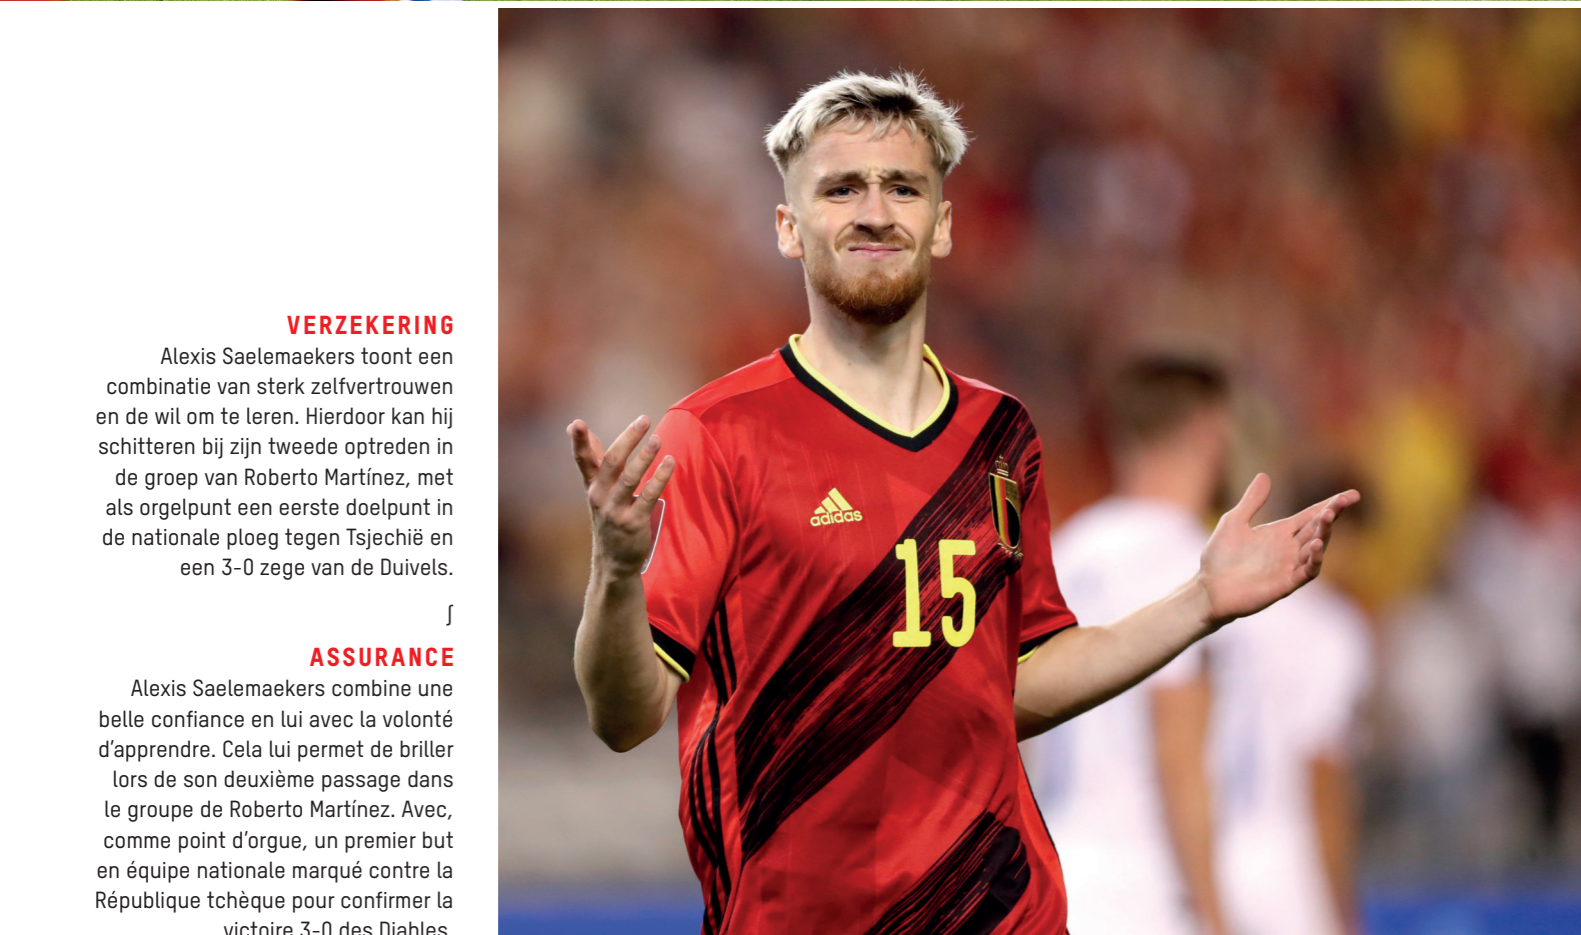 VERZEKERING
Alexis Saelemaekers toont een
combinatie van sterk zelfvertrouwen
en de wil om te leren. Hierdoor kan hij
schitteren bij zijn tweede optreden in
de groep van Roberto Martínez, met
als orgelpunt een eerste doelpunt in
de nationale ploeg tegen Tsjechië en
een 3-0 zege van de Duivels.
ʃ
ASSURANCE
Alexis Saelemaekers combine une
belle confiance en lui avec la volonté
d’apprendre. Cela lui permet de briller
lors de son deuxième passage dans
le groupe de Roberto Martínez. Avec,
comme point d’orgue, un premier but
en équipe nationale marqué contre la
République tchèque pour confirmer la
victoire 3-0 des Diables.
adidas
15